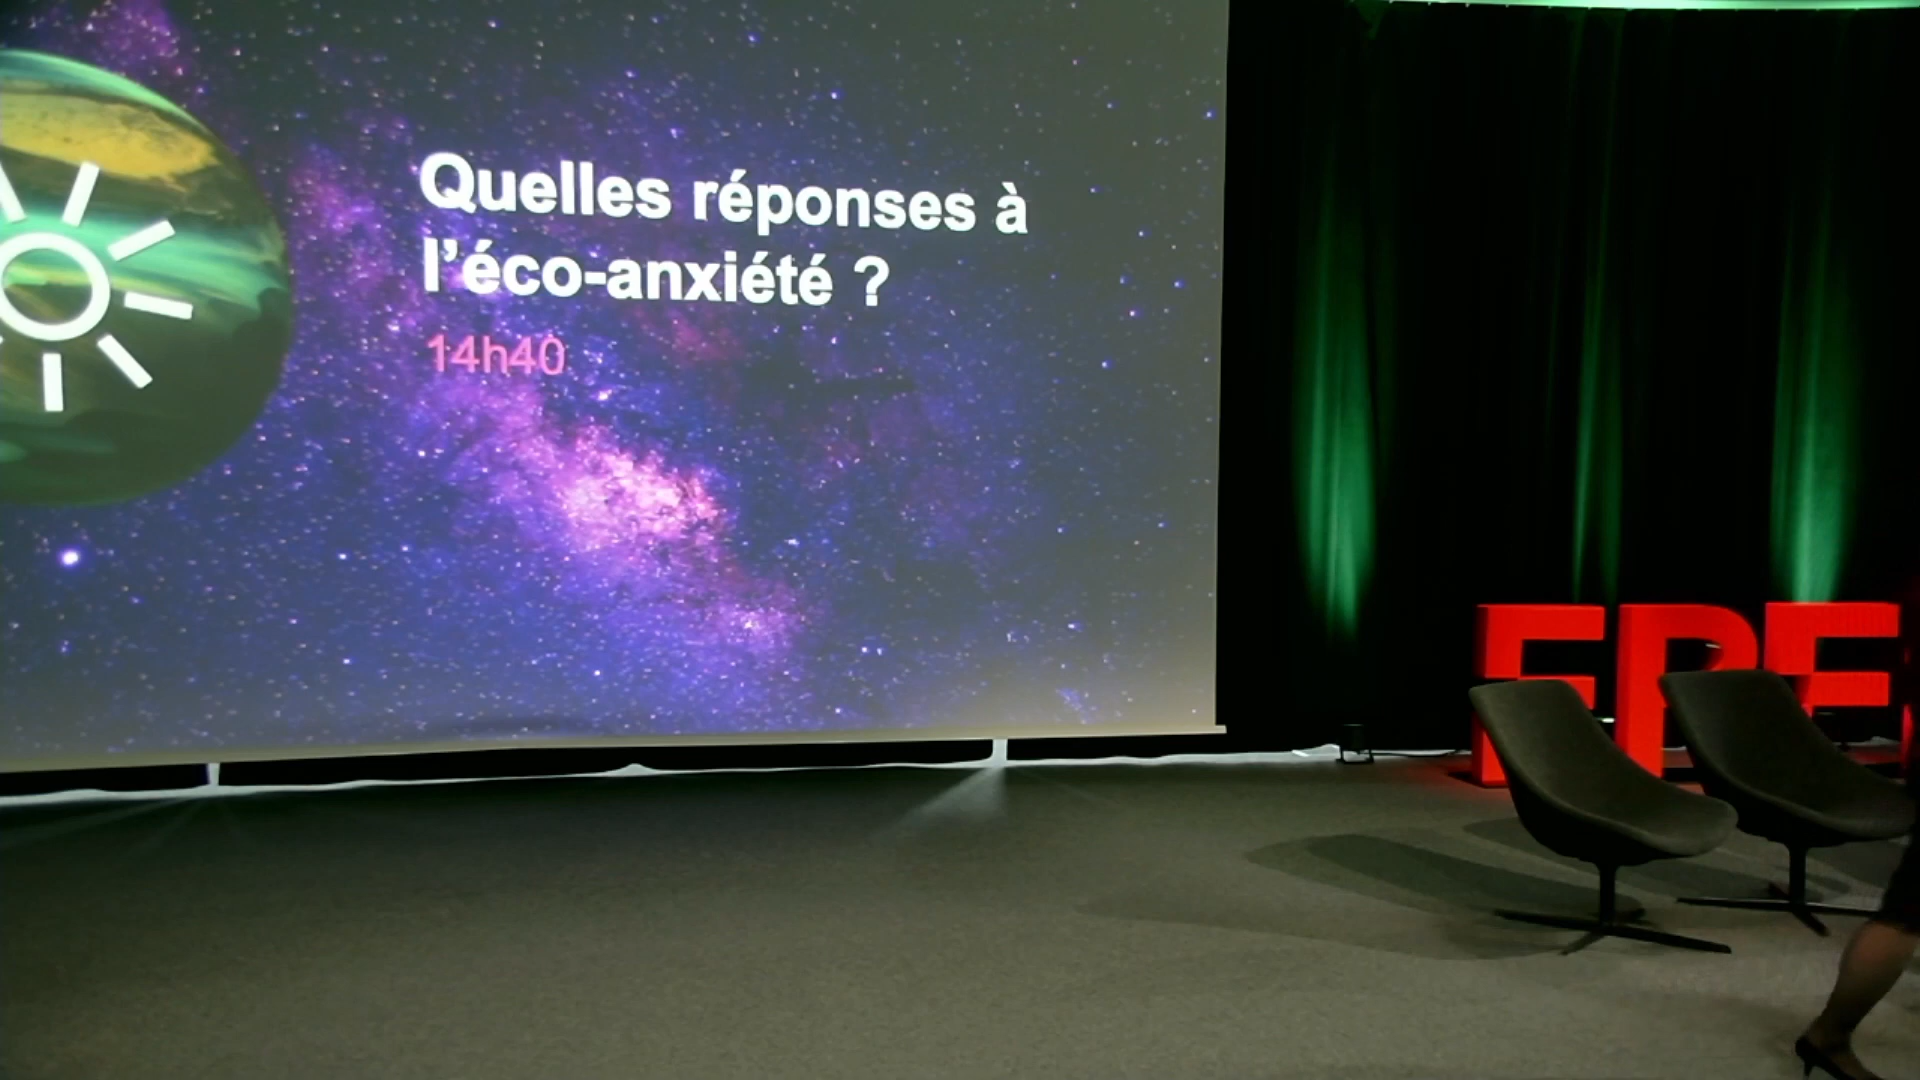 Quelles réponses à
l’éco-anxiété ?
14h40